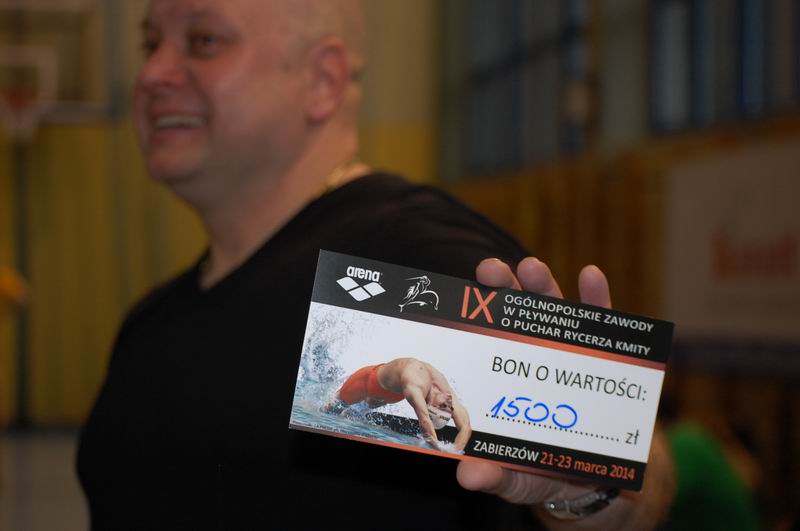 arena
IX
OGÓLNOPOLSKIE ZAWODY
W PŁYWANIU
O PUCHAR RYCERZA KMITY
BON O WARTOŚCI:
1500 zł
ZABIERZÓW 21-23 marca 2014